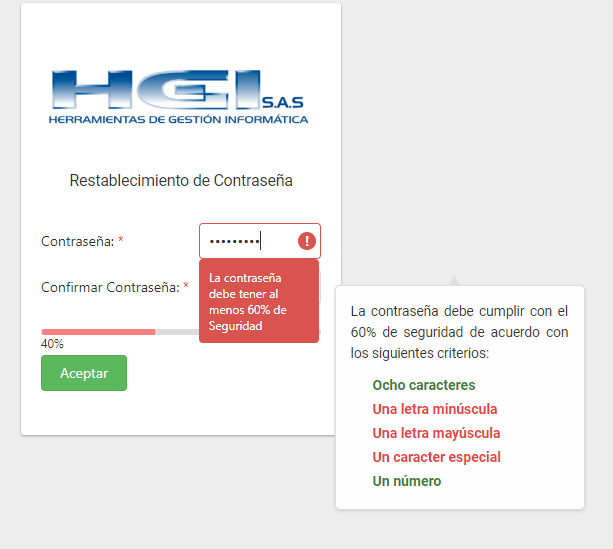 HGI S.A.S
HERRAMIENTAS DE GESTIÓN INFORMÁTICA
Restablecimiento de Contraseña
Contraseña: *
!
La contraseña
debe tener al
menos 60% de
Seguridad
Confirmar Contraseña: *
40%
Aceptar
La contraseña debe cumplir con el
60% de seguridad de acuerdo con
los siguientes criterios:
Ocho caracteres
Una letra minúscula
Una letra mayúscula
Un caracter especial
Un número